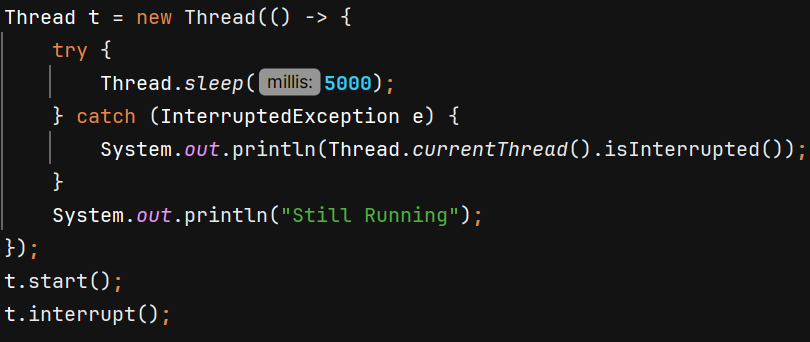 Thread t = new Thread(() -> {
    try {
        Thread.sleep( millis: 5000);
    } catch (InterruptedException e) {
        System.out.println(Thread.currentThread().isInterrupted());
    }
    System.out.println("Still Running");
});
t.start();
t.interrupt();